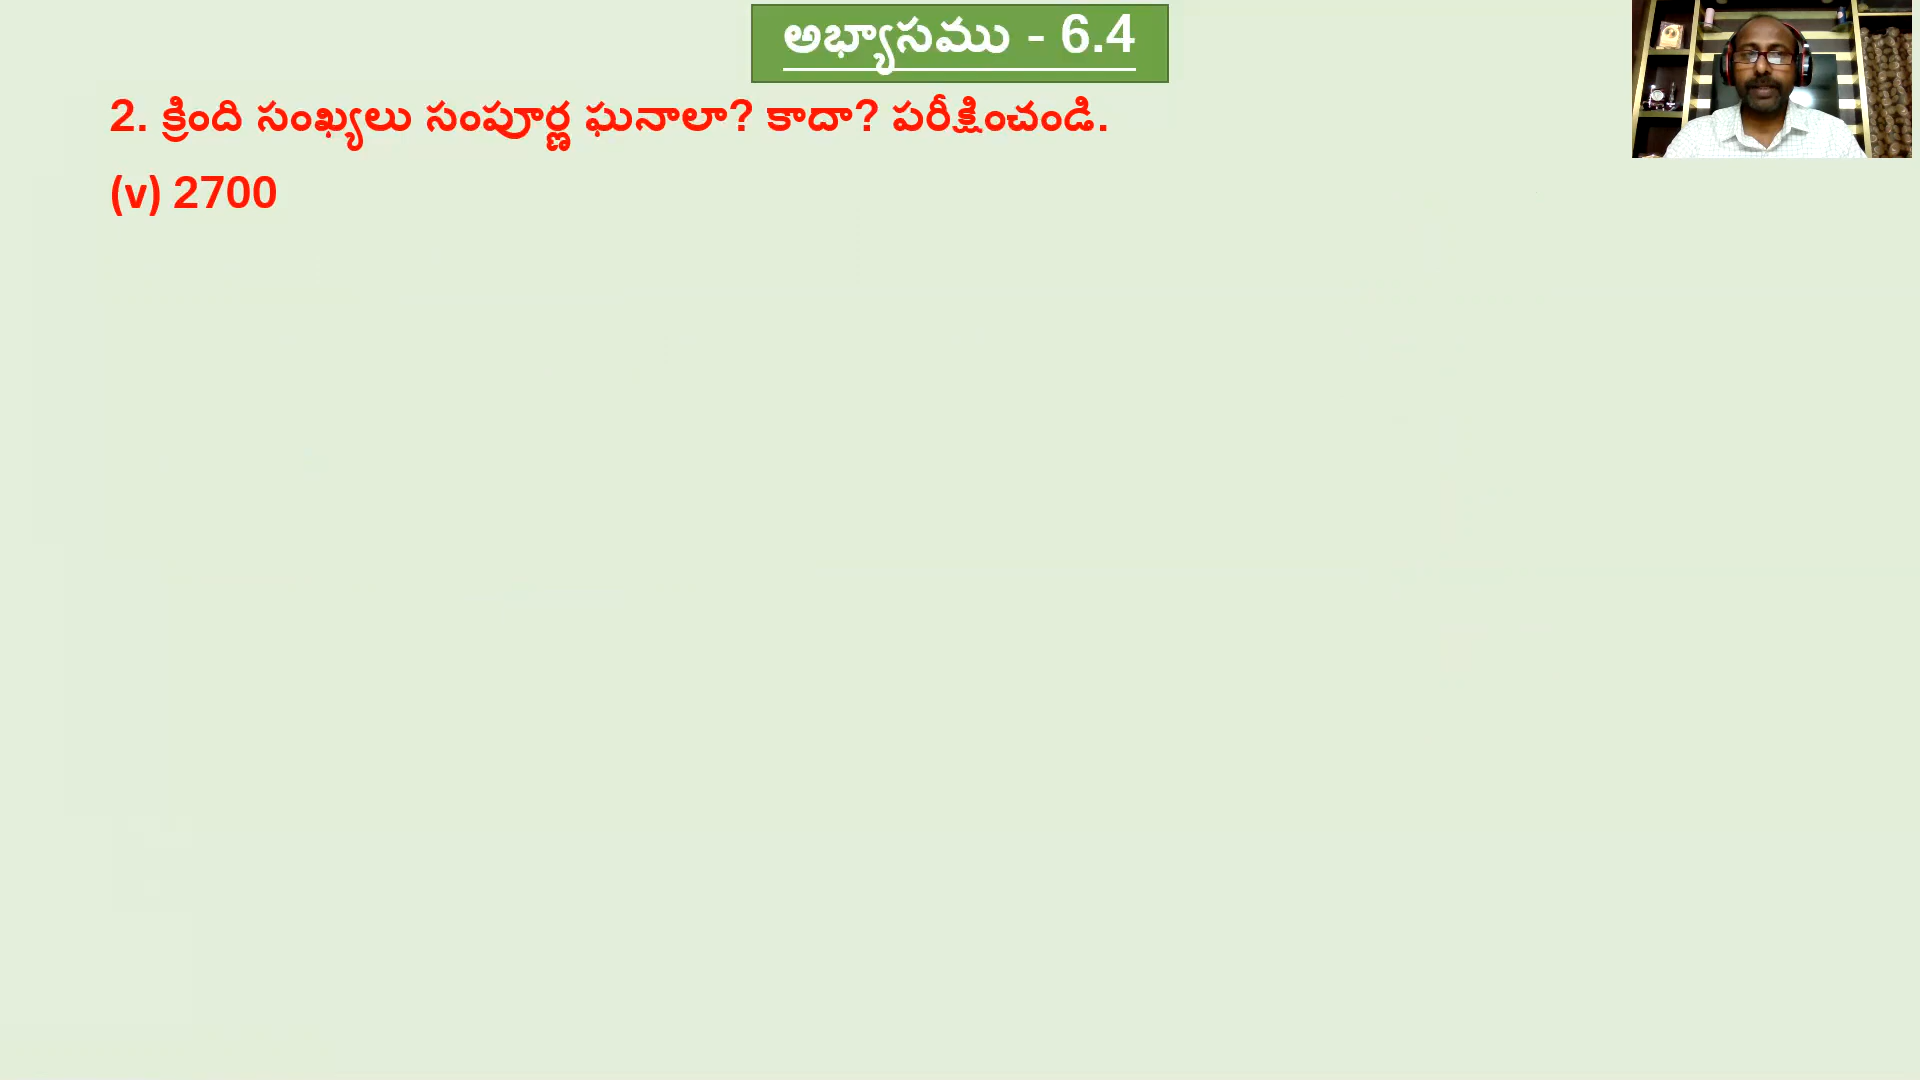 అభ్యాసము - 6.4
2. క్రింది సంఖ్యలు సంపూర్ణ ఘనాలా? కాదా? పరీక్షించండి.
(v) 2700